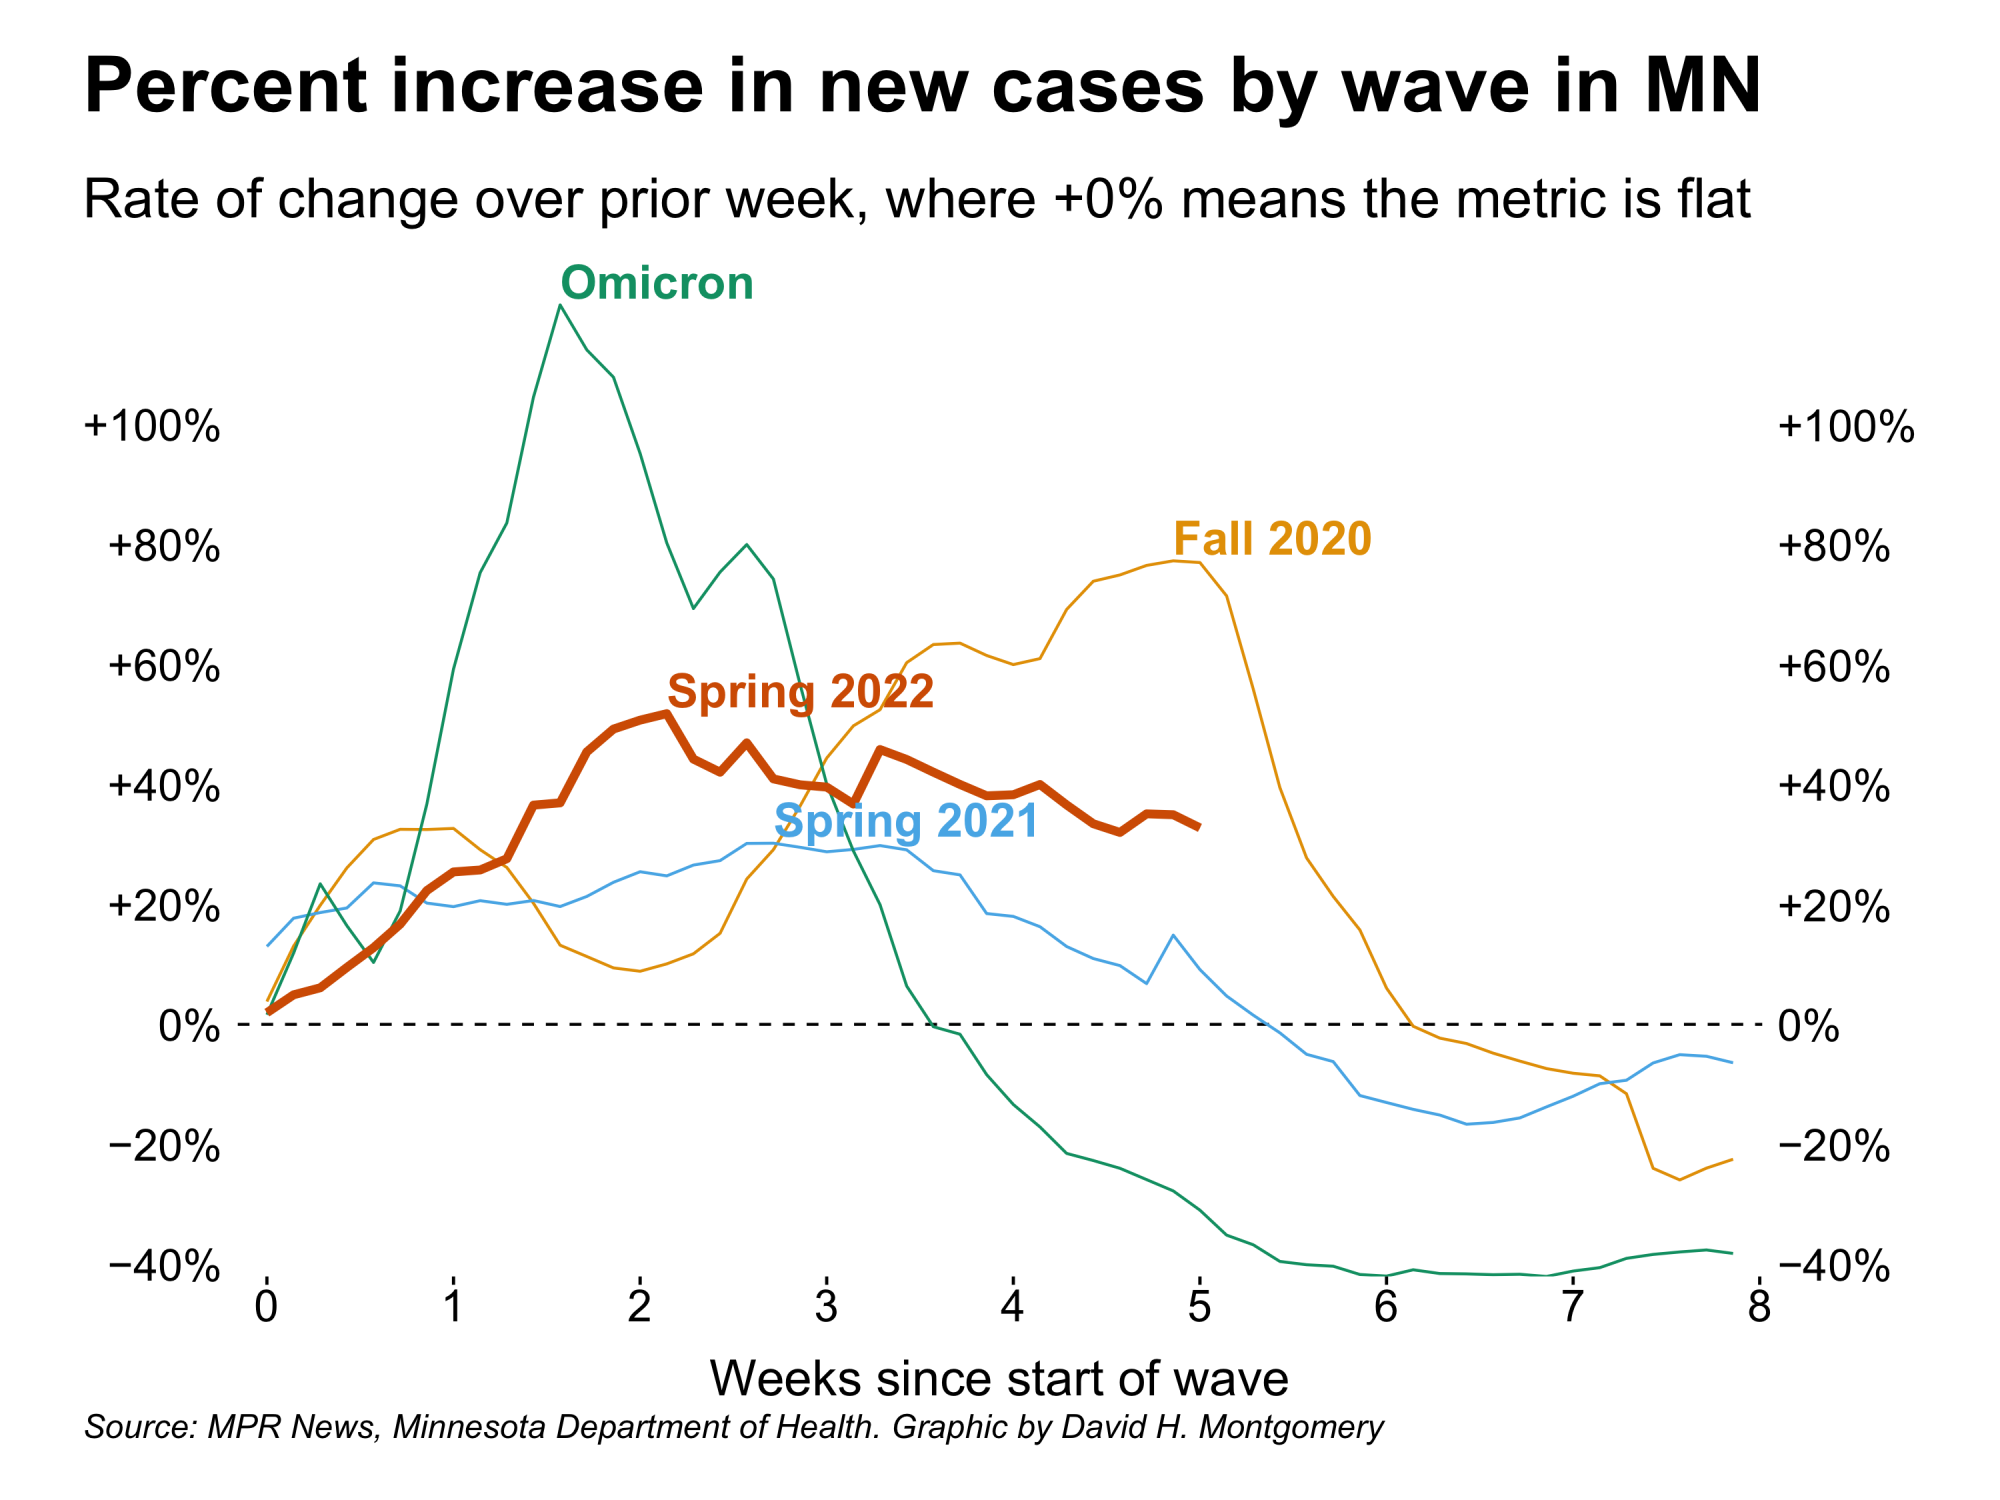 Percent increase in new cases by wave in MN
Rate of change over prior week, where +0% means the metric is flat
Omicron
+100% +100%
Fall 2020
+80% +80%
+60% +60%
Spring 2022
+40% +40%
Spring 2021
+20% +20%
0% 0%
−20% −20%
−40% −40%
0 1 2 3 4 5 6 7 8
Weeks since start of wave
Source: MPR News, Minnesota Department of Health. Graphic by David H. Montgomery